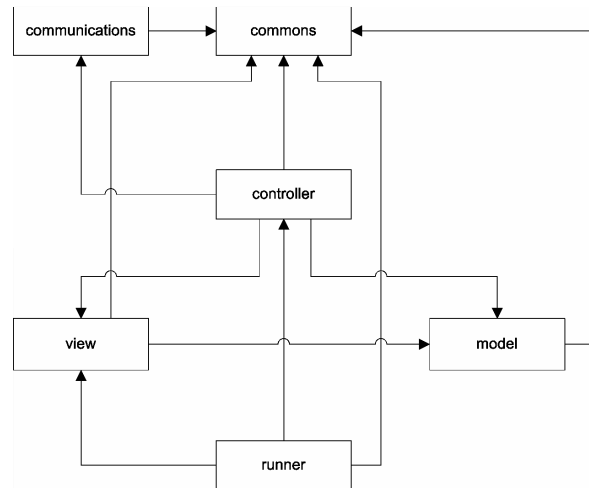 communications
commons
controller
view
model
runner